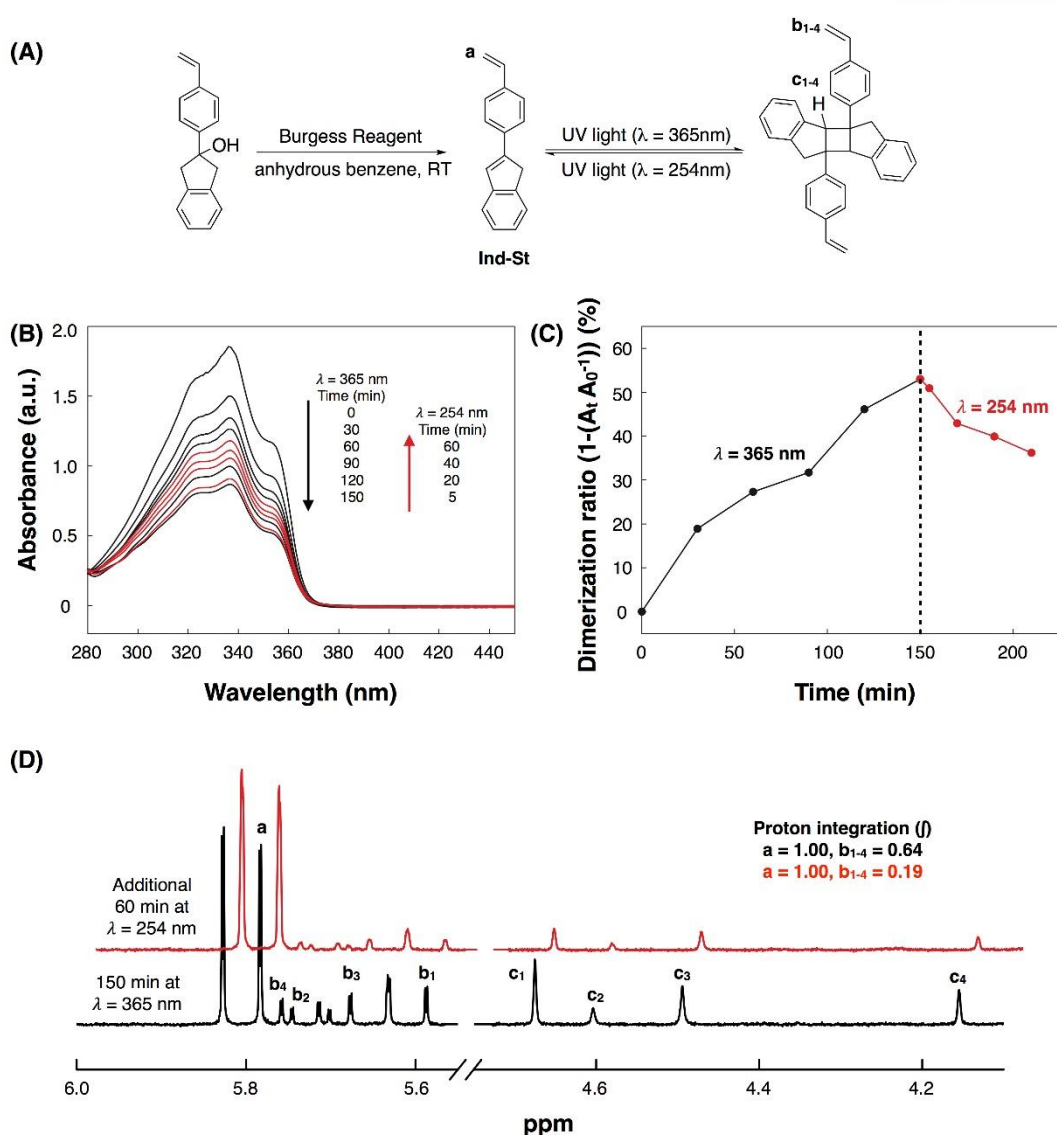 (A)
a
OH
Burgess Reagent
anhydrous benzene, RT
Ind-St
UV light (λ = 365nm)
UV light (λ = 254nm)
b₁₋₄
c₁₋₄
H
(B)
Absorbance (a.u.)
2.0
1.5
1.0
0.5
0
280 300 320 340 360 380 400 420 440
Wavelength (nm)
λ = 365 nm
Time (min)
0
30
60
90
120
150
λ = 254 nm
Time (min)
60
40
20
5
(C)
Dimerization ratio (1-(Aₜ A₀⁻¹)) (%)
60
50
40
30
20
10
0
λ = 365 nm
λ = 254 nm
0 50 100 150 200
Time (min)
(D)
Additional
60 min at
λ = 254 nm
150 min at
λ = 365 nm
a
b₄
b₂
b₃
b₁
c₁
c₂
c₃
c₄
Proton integration (∫)
a = 1.00, b₁₋₄ = 0.64
a = 1.00, b₁₋₄ = 0.19
6.0 5.8 5.6 4.6 4.4 4.2
ppm